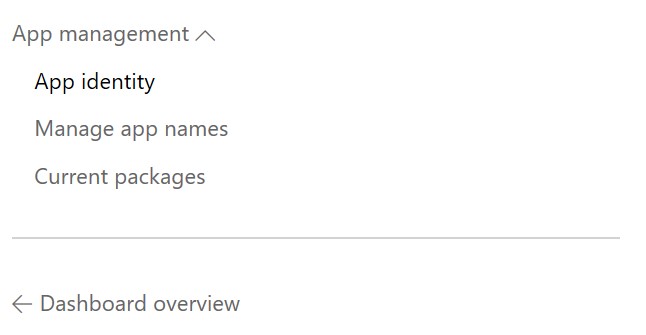 App management
App identity
Manage app names
Current packages
Dashboard overview